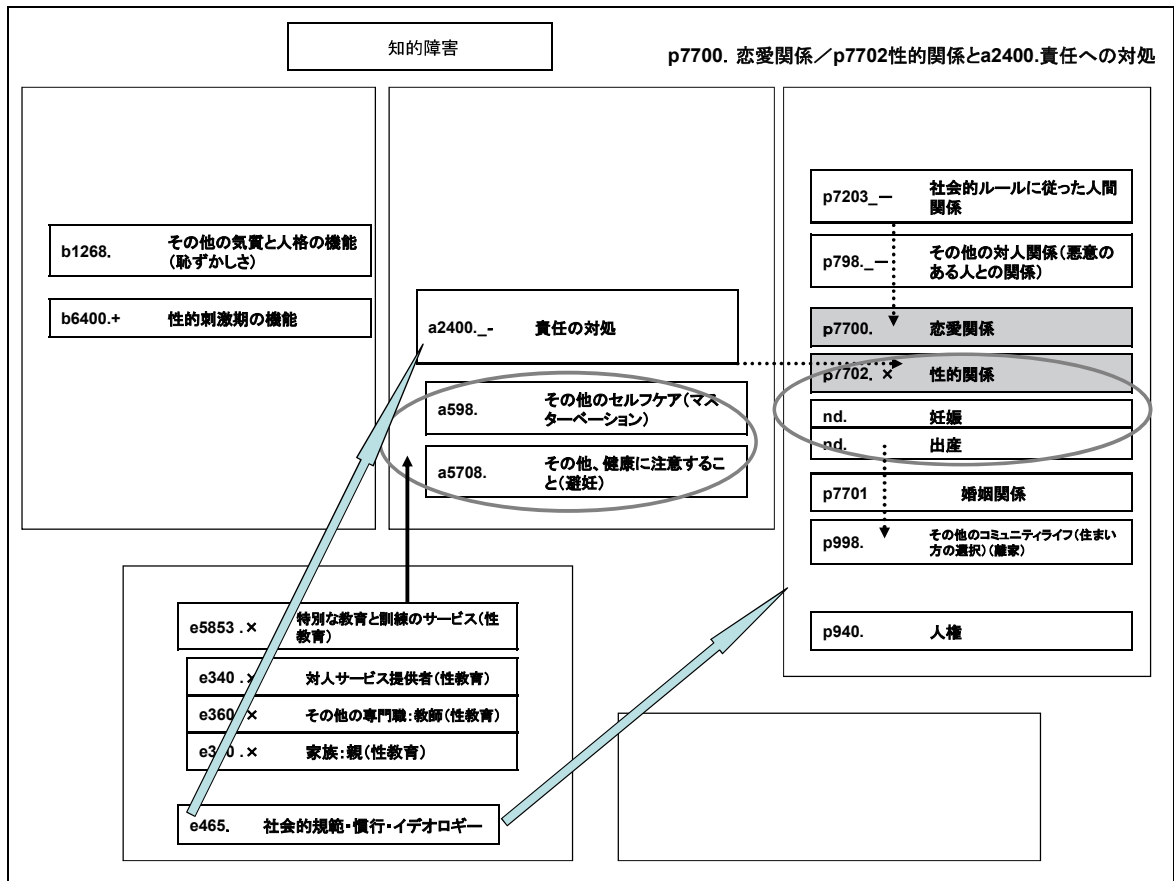 知的障害
p7700. 恋愛関係／p7702性的関係とa2400.責任への対処
b1268. その他の気質と人格の機能
(恥ずかしさ)
b6400.+ 性的刺激期の機能
a2400._- 責任の対処
a598. その他のセルフケア(マス
ターベーション)
a5708. その他、健康に注意するこ
と(避妊)
p7203_― 社会的ルールに従った人間
関係
p798._― その他の対人関係(悪意の
ある人との関係)
p7700. 恋愛関係
p7702. × 性的関係
nd. 妊娠
nd. 出産
p7701 婚姻関係
p998. その他のコミュニティライフ(住まい
方の選択)(離家)
p940. 人権
e5853 .× 特別な教育と訓練のサービス(性
教育)
e340 .× 対人サービス提供者(性教育)
e360 .× その他の専門職:教師(性教育)
.× 家族:親(性教育)
e465. 社会的規範・慣行・イデオロギー